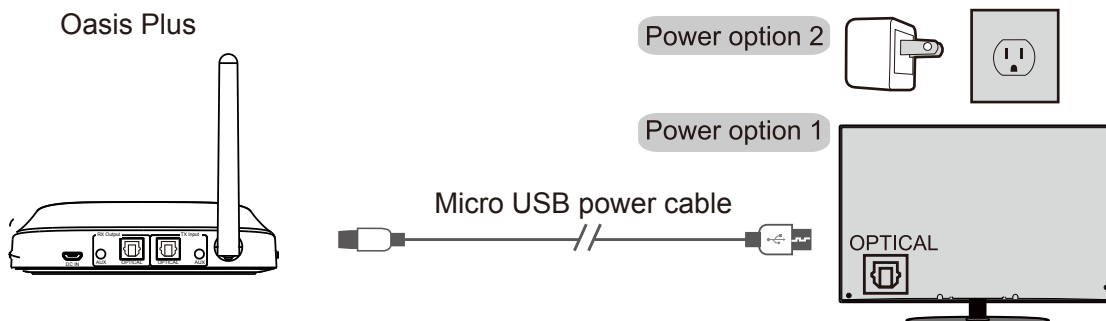 Oasis Plus
Power option 2
Power option 1
Micro USB power cable
OPTICAL
RX Output
TX Input
DC IN
AUX
OPTICAL
OPTICAL
AUX